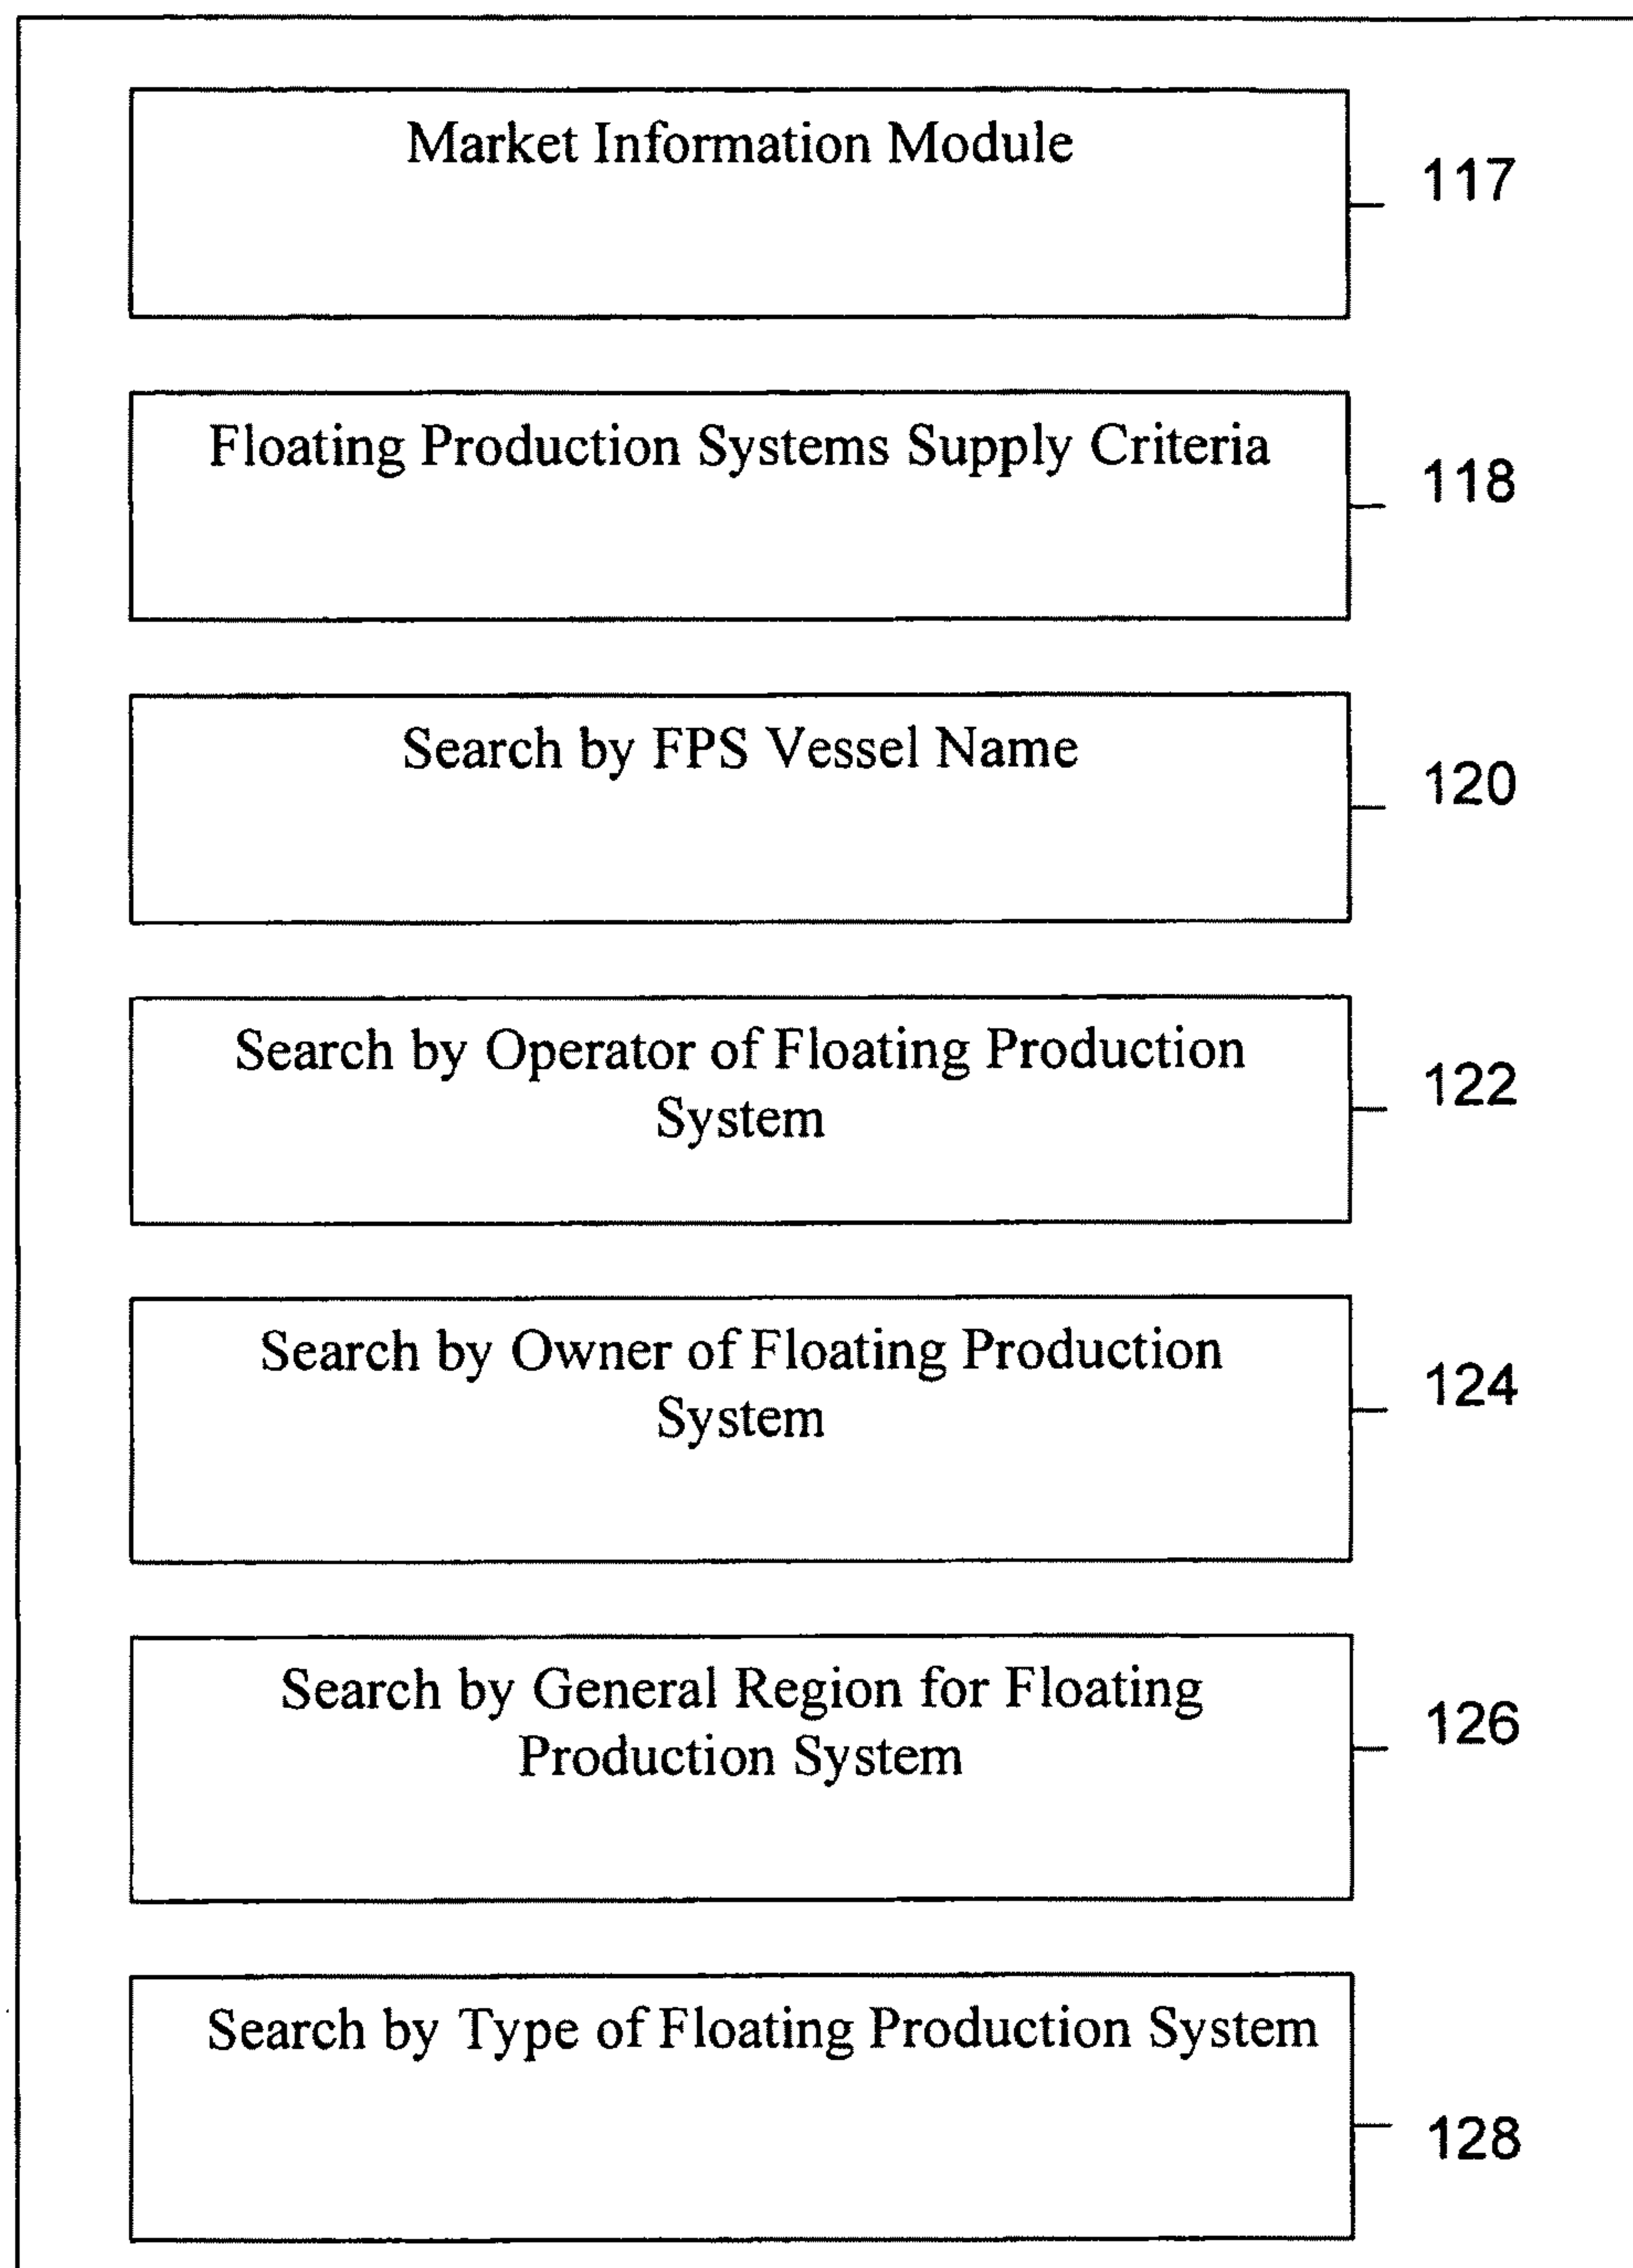 Market Information Module
117
Floating Production Systems Supply Criteria
118
Search by FPS Vessel Name
120
Search by Operator of Floating Production
System
122
Search by Owner of Floating Production
System
124
Search by General Region for Floating
Production System
126
Search by Type of Floating Production System
128